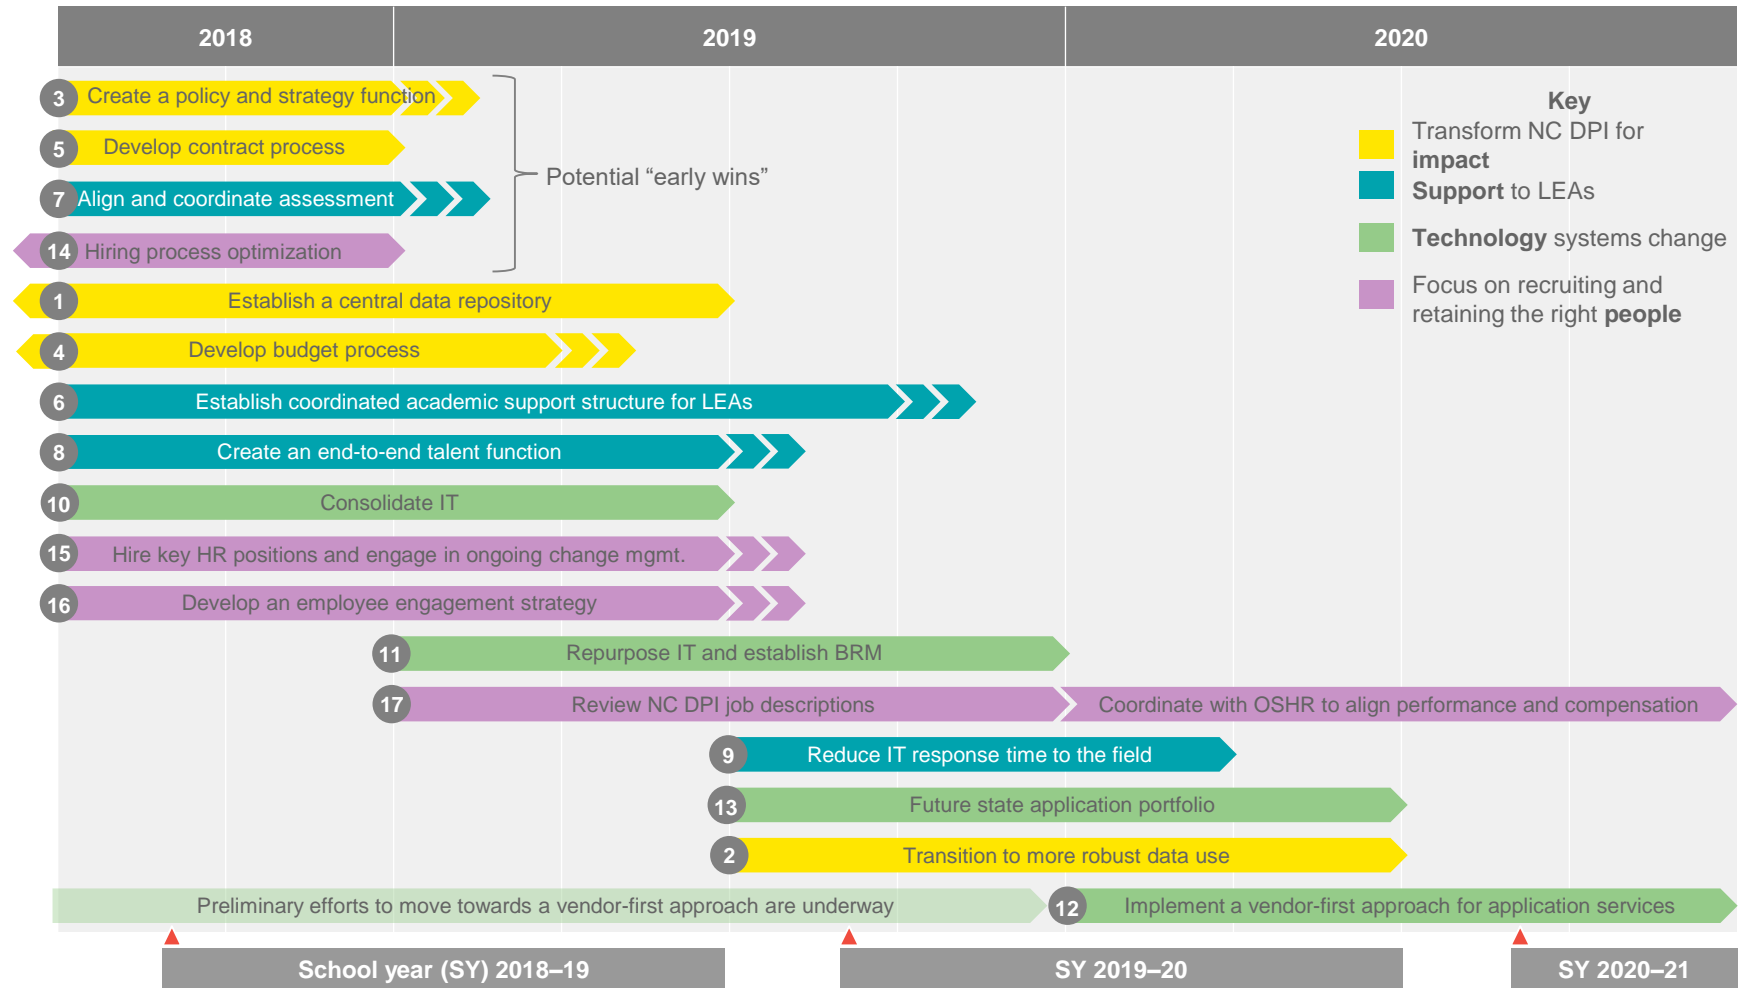 2018
2019
2020
3 Create a policy and strategy function
5 Develop contract process
7 Align and coordinate assessment
14 Hiring process optimization
Potential “early wins”
Key
Transform NC DPI for
impact
Support to LEAs
Technology systems change
Focus on recruiting and
retaining the right people
1 Establish a central data repository
4 Develop budget process
6 Establish coordinated academic support structure for LEAs
8 Create an end-to-end talent function
10 Consolidate IT
15 Hire key HR positions and engage in ongoing change mgmt.
16 Develop an employee engagement strategy
11 Repurpose IT and establish BRM
17 Review NC DPI job descriptions
Coordinate with OSHR to align performance and compensation
9 Reduce IT response time to the field
13 Future state application portfolio
2 Transition to more robust data use
Preliminary efforts to move towards a vendor-first approach are underway
12 Implement a vendor-first approach for application services
School year (SY) 2018–19
SY 2019–20
SY 2020–21